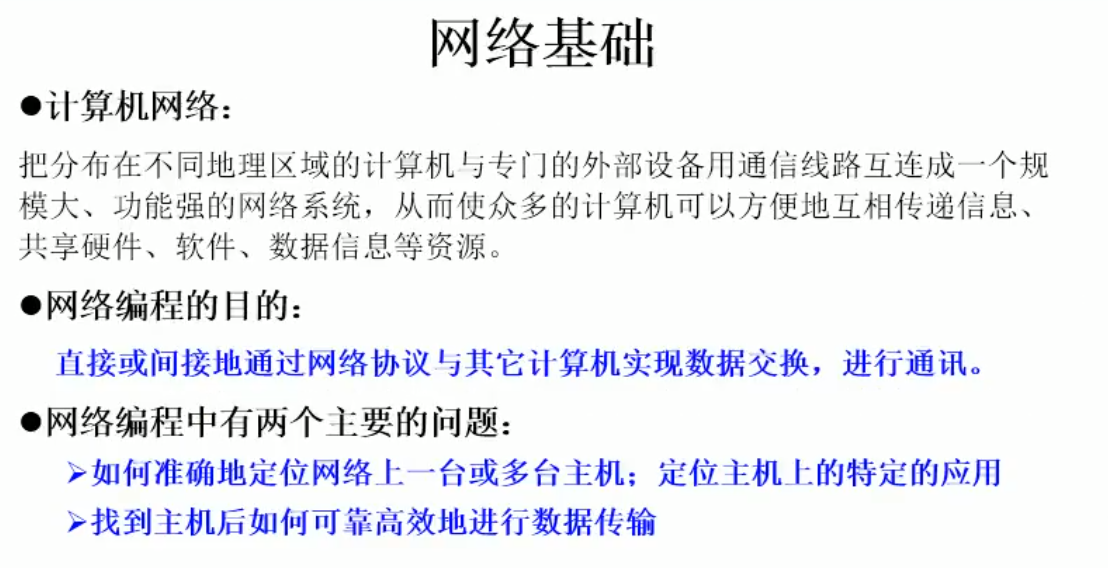 网络基础
●计算机网络：
把分布在不同地理区域的计算机与专门的外部设备用通信线路互连成一个规
模大、功能强的网络系统，从而使众多的计算机可以方便地互相传递信息、
共享硬件、软件、数据信息等资源。
●网络编程的目的：
直接或间接地通过网络协议与其它计算机实现数据交换，进行通讯。
●网络编程中有两个主要的问题：
➢如何准确地定位网络上一台或多台主机；定位主机上的特定的应用
➢找到主机后如何可靠高效地进行数据传输